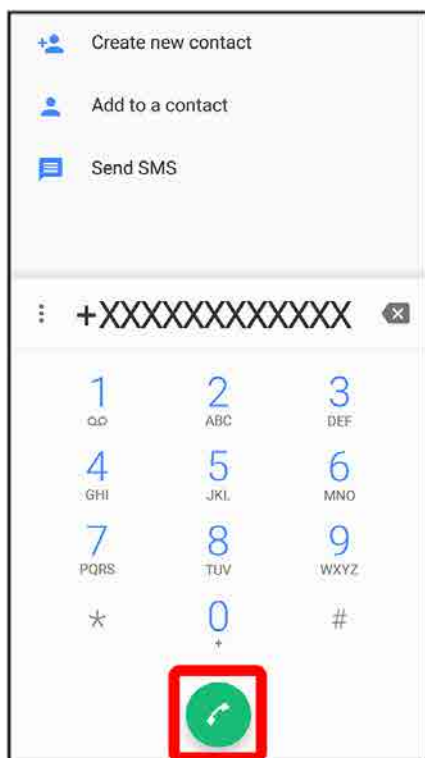 Create new contact
Add to a contact
Send SMS
+XXXXXXXXXXXX
1 2 3
ABC DEF
4 5 6
GHI JKL MNO
7 8 9
PQRS TUV WXYZ
* 0 #
+